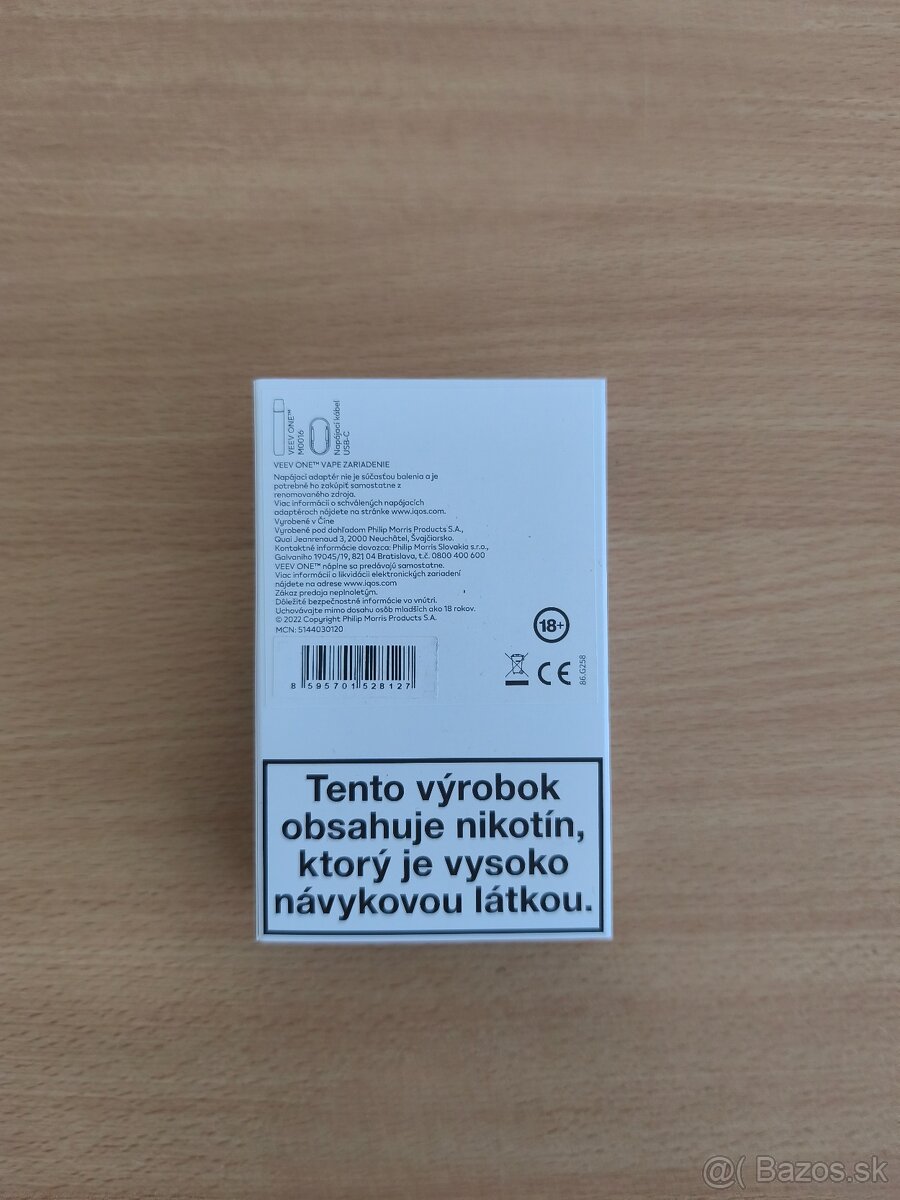 VEEV ONE™
M0016
Napájací kábel
USB-C
VEEV ONE™ VAPE ZARIADENIE
Napájací adaptér nie je súčasťou balenia a je
potrebné ho zakúpiť samostatne z
renomovaného zdroja.
Viac informácií o schválených napájacích
adaptéroch nájdete na stránke www.iqos.com.
Vyrobené v Číne
Vyrobené pod dohľadom Philip Morris Products S.A.,
Quai Jeanrenaud 3, 2000 Neuchâtel, Švajčiarsko.
Kontaktné informácie dovozca: Philip Morris Slovakia s.r.o.,
Galvaniho 19045/19, 821 04 Bratislava, t.č. 0800 400 600
VEEV ONE™ náplne sa predávajú samostatne.
Viac informácií o likvidácii elektronických zariadení
nájdete na adrese www.iqos.com
Zákaz predaja neplnoletým.
Dôležité bezpečnostné informácie vo vnútri.
Uchovávajte mimo dosahu osôb mladších ako 18 rokov.
© 2022 Copyright Philip Morris Products S.A.
MCN: 5144030120
18+
8 595701 528127
CE
86.G258
Tento výrobok
obsahuje nikotín,
ktorý je vysoko
návykovou látkou.
@( Bazos.sk